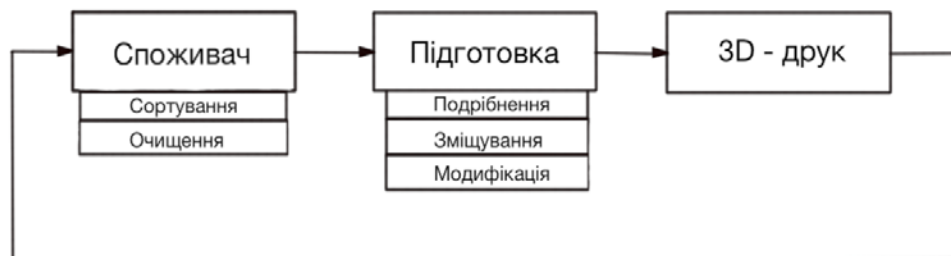 Споживач
Сортування
Очищення
Підготовка
Подрібнення
Зміщування
Модифікація
3D - друк